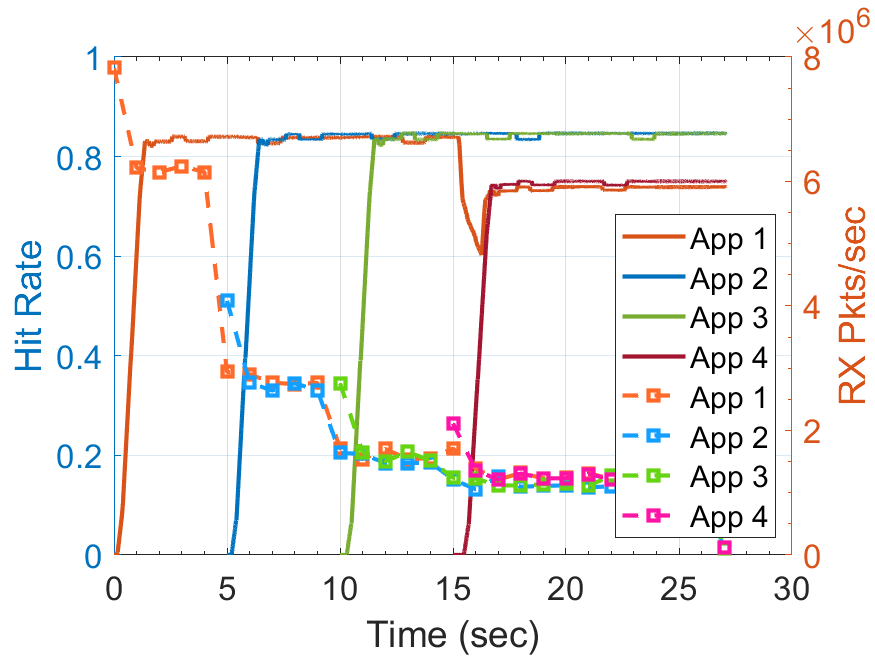 ×10^6
1
0.8
0.6
0.4
0.2
0
Hit Rate
8
6
4
2
0
RX Pkts/sec
App 1
App 2
App 3
App 4
App 1
App 2
App 3
App 4
0 5 10 15 20 25 30
Time (sec)